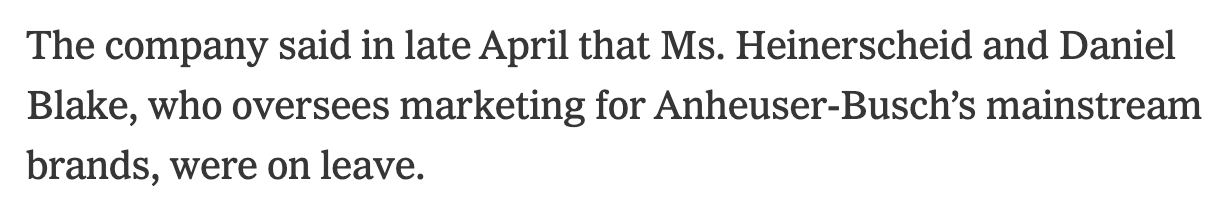 The company said in late April that Ms. Heinerscheid and Daniel
Blake, who oversees marketing for Anheuser-Busch’s mainstream
brands, were on leave.